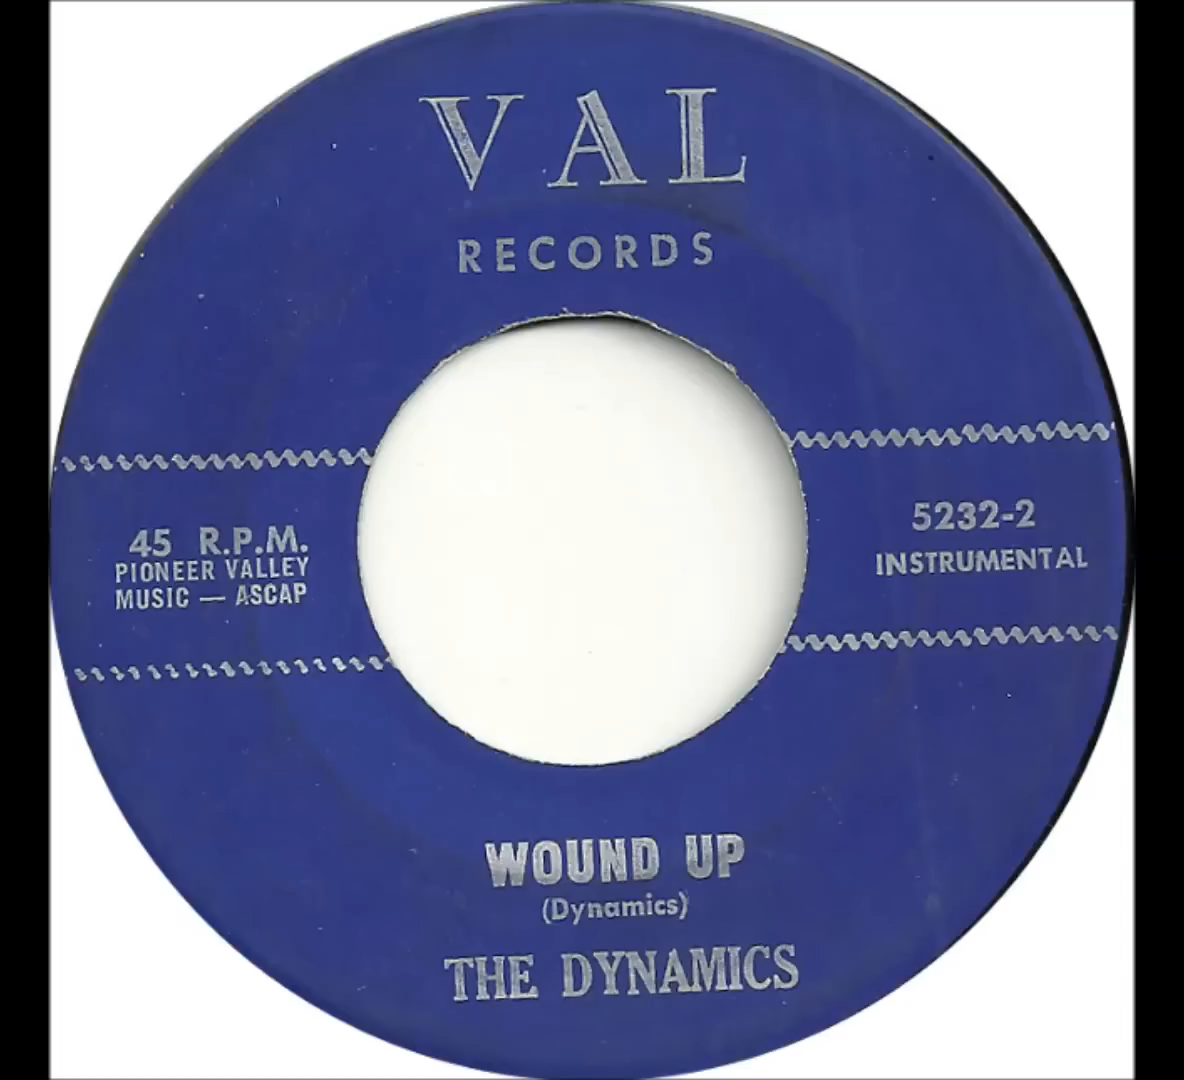 VAL
RECORDS
45 R.P.M.
PIONEER VALLEY
MUSIC — ASCAP
5232-2
INSTRUMENTAL
WOUND UP
(Dynamics)
THE DYNAMICS